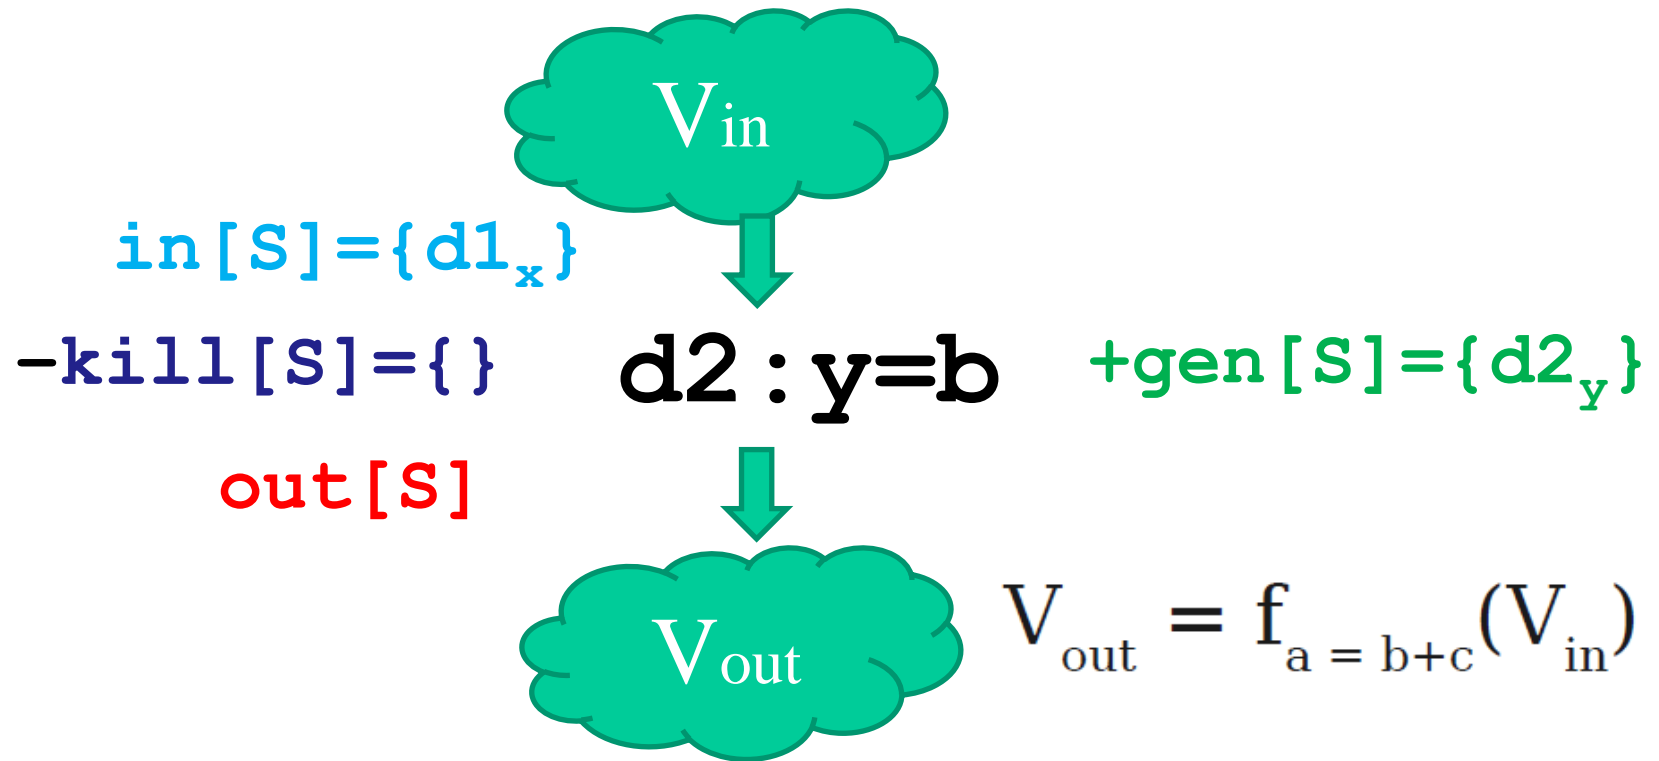 Vin
in[S]={d1x}
-kill[S]={} d2:y=b +gen[S]={d2y}
out[S]
Vout
Vout = fa = b+c(Vin)